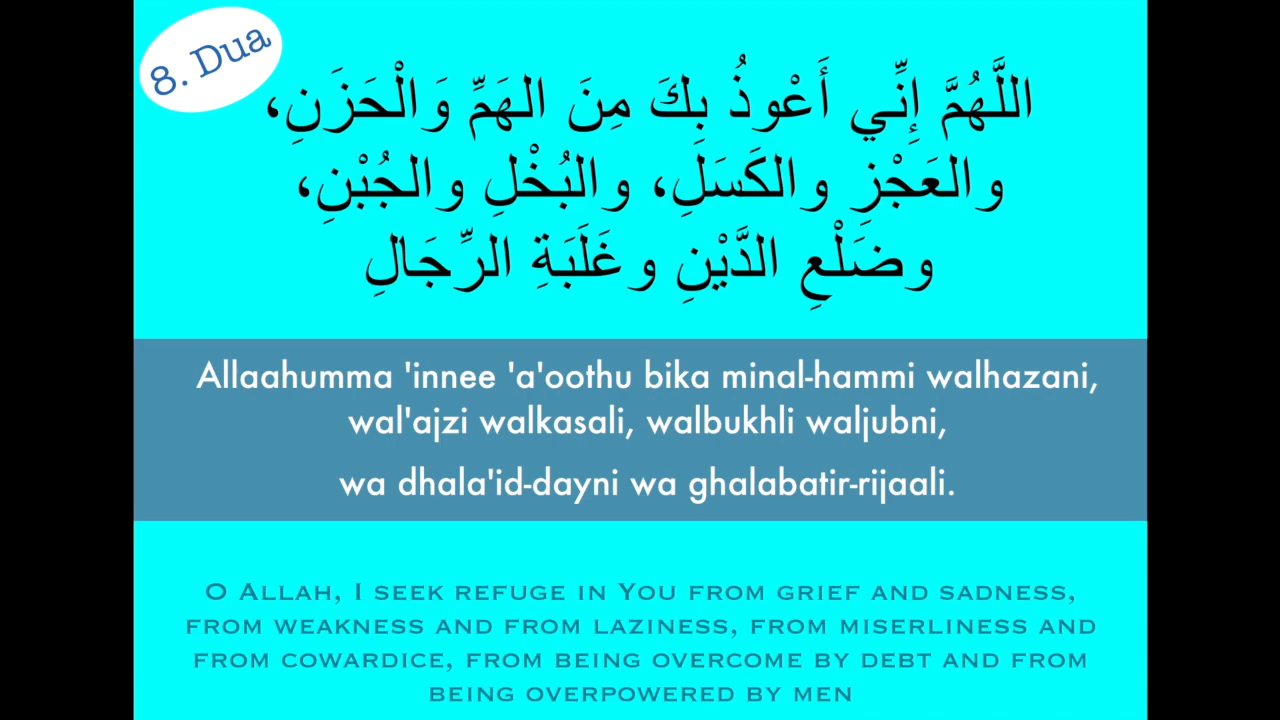 8. Dua
اللَّهُمَّ إِنِّي أَعْوذُ بِكَ مِنَ الهَمِّ وَالْحَزَنِ،
والعَجْزِ والكَسَلِ، والبُخْلِ والجُبْنِ،
وضَلْعِ الدَّيْنِ وغَلَبَةِ الرِّجَالِ
Allaahumma 'innee 'a'oothu bika minal-hammi walhazani,
wal'ajzi walkasali, walbukhli waljubni,
wa dhala'id-dayni wa ghalabatir-rijaali.
O Allah, I seek refuge in You from grief and sadness,
from weakness and from laziness, from miserliness and
from cowardice, from being overcome by debt and from
being overpowered by men